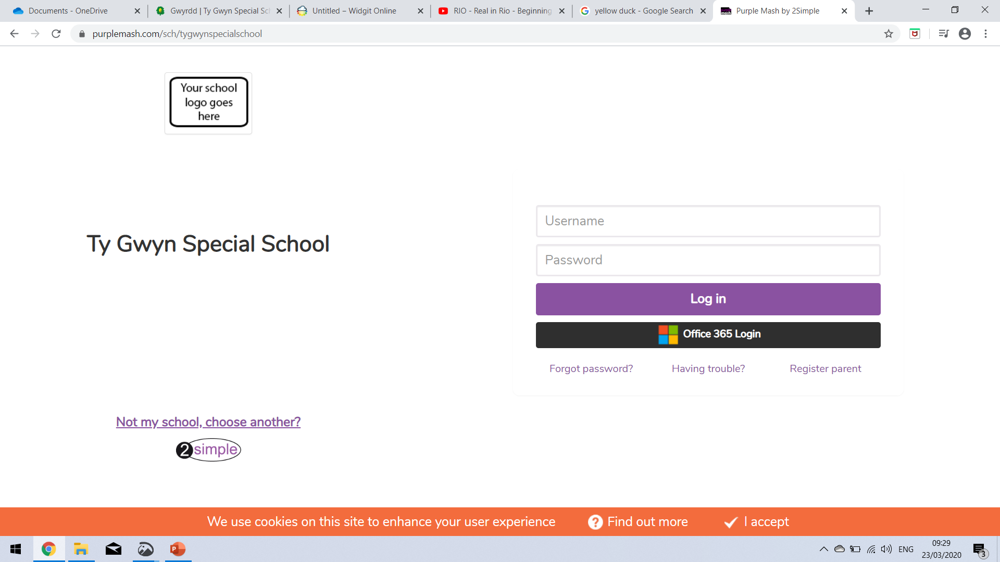 Documents - OneDrive
Gwyrdd | Ty Gwyn Special Sch
Untitled – Widgit Online
RIO - Real in Rio - Beginning
yellow duck - Google Search
Purple Mash by 2Simple
purplemash.com/sch/tygwynspecialschool
Your school
logo goes
here
Ty Gwyn Special School
Username
Password
Log in
Office 365 Login
Forgot password?
Having trouble?
Register parent
Not my school, choose another?
2simple
We use cookies on this site to enhance your user experience
? Find out more
I accept
ENG
09:29
23/03/2020
3